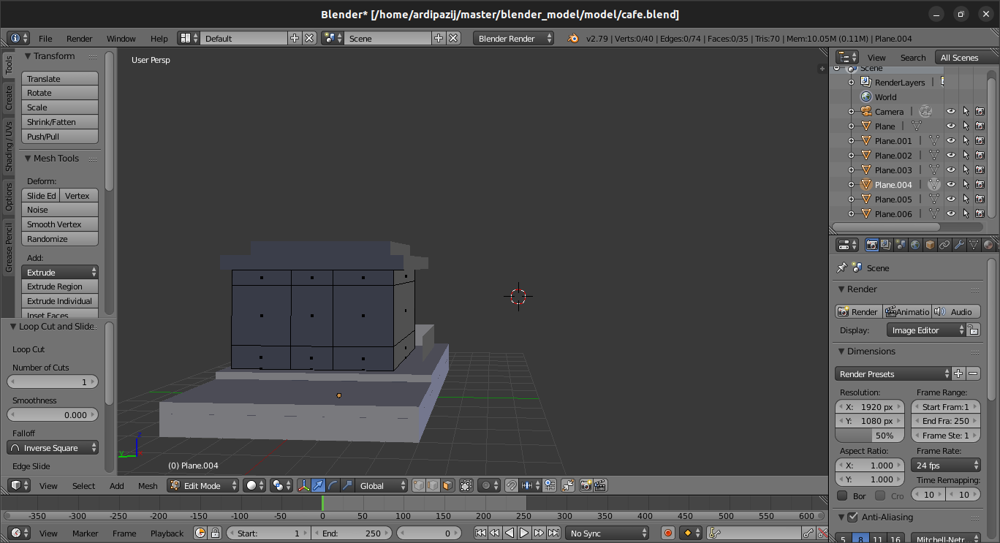 Blender* [/home/ardipazij/master/blender_model/model/cafe.blend]
File Render Window Help Default Scene Blender Render v2.79 | Verts:0/40 | Edges:0/74 | Faces:0/35 | Tris:70 | Mem:10.05M (0.11M) | Plane.004
Tools
Create
Shading / UVs
Options
Grease Pencil
Transform
Translate
Rotate
Scale
Shrink/Fatten
Push/Pull
Mesh Tools
Deform:
Slide Ed Vertex
Noise
Smooth Vertex
Randomize
Add:
Extrude
Extrude Region
Extrude Individual
Inset Faces
Loop Cut and Slide
Loop Cut
Number of Cuts
1
Smoothness
0.000
Falloff
Inverse Square
Edge Slide
User Persp
z
y
(0) Plane.004
View Select Add Mesh Edit Mode Global
-350 -300 -250 -200 -150 -100 -50 0 50 100 150 200 250 300 350 400 450 500 550 600
View Marker Frame Playback Start: 1 End: 250 0 No Sync
View Search All Scenes
Scene
RenderLayers |
World
Camera |
Plane |
Plane.001 |
Plane.002 |
Plane.003 |
Plane.004 |
Plane.005 |
Plane.006 |
Scene
Render
Render Animatio Audio
Display: Image Editor
Dimensions
Render Presets
Resolution: Frame Range:
X: 1920 px Start Fram:1
Y: 1080 px End Fra: 250
50% Frame Ste: 1
Aspect Ratio: Frame Rate:
X: 1.000 24 fps
Y: 1.000 Time Remapping:
Bor Cro 10 10
Anti-Aliasing
5 8 11 16 Mitchell-Netr...